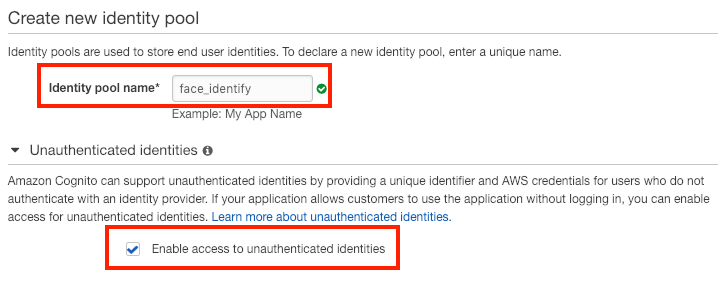 Create new identity pool
Identity pools are used to store end user identities. To declare a new identity pool, enter a unique name.
Identity pool name* face_identify
Example: My App Name
Unauthenticated identities
Amazon Cognito can support unauthenticated identities by providing a unique identifier and AWS credentials for users who do not
authenticate with an identity provider. If your application allows customers to use the application without logging in, you can enable
access for unauthenticated identities. Learn more about unauthenticated identities.
Enable access to unauthenticated identities